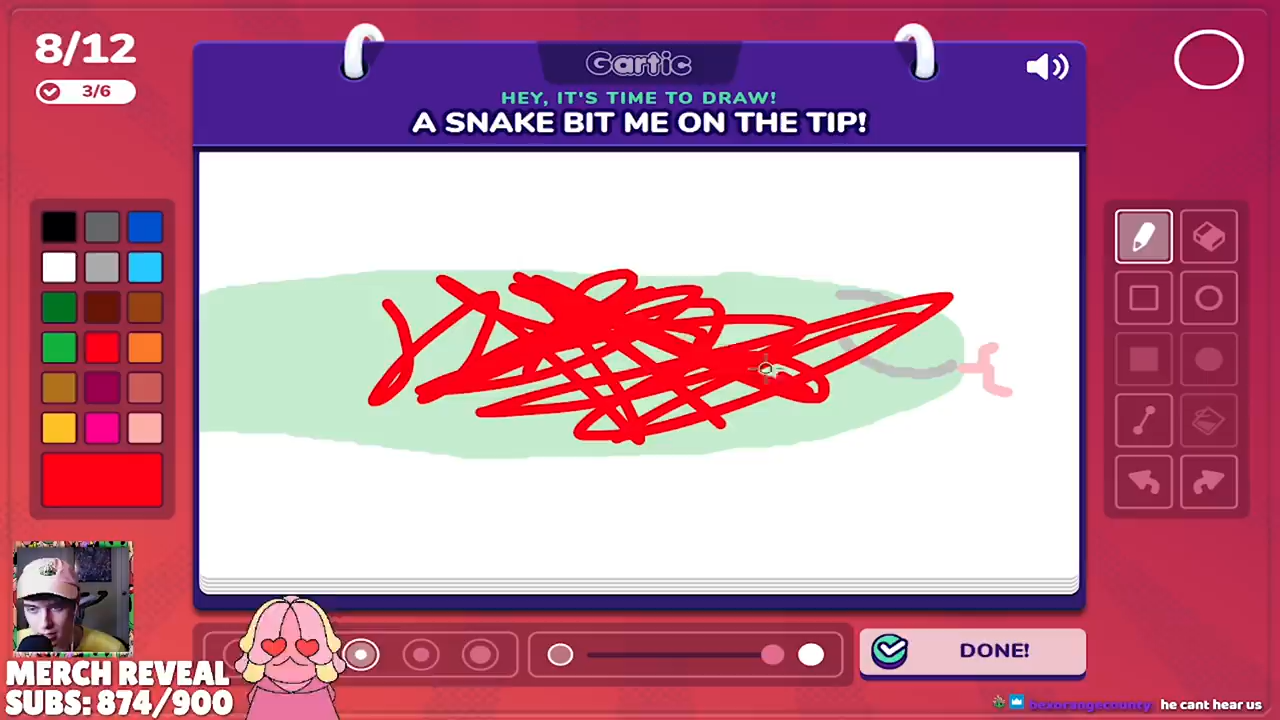 8/12
3/6
Gartic
HEY, IT'S TIME TO DRAW!
A SNAKE BIT ME ON THE TIP!
DONE!
MERCH REVEAL
SUBS: 874/900
bexorangecounty he cant hear us